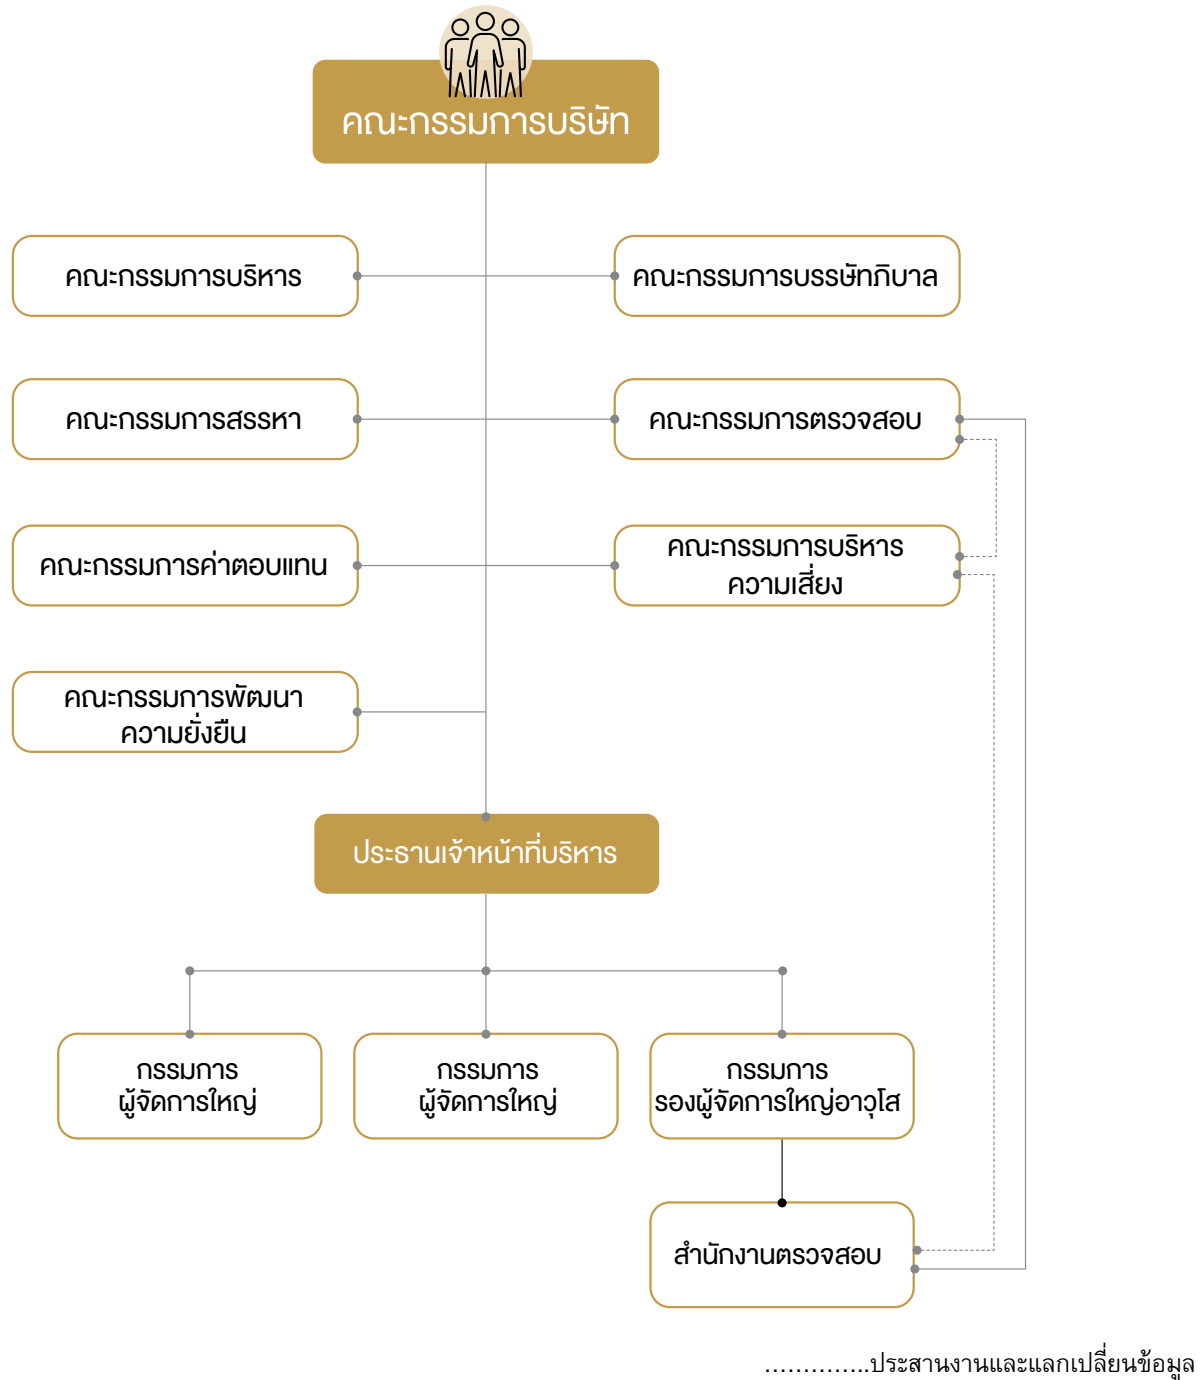 คณะกรรมการบริษัท
คณะกรรมการบริหาร
คณะกรรมการบรรษัทภิบาล
คณะกรรมการสรรหา
คณะกรรมการตรวจสอบ
คณะกรรมการค่าตอบแทน
คณะกรรมการบริหาร
ความเสี่ยง
คณะกรรมการพัฒนา
ความยั่งยืน
ประธานเจ้าหน้าที่บริหาร
กรรมการ
ผู้จัดการใหญ่
กรรมการ
ผู้จัดการใหญ่
กรรมการ
รองผู้จัดการใหญ่อาวุโส
สำนักงานตรวจสอบ
..............ประสานงานและแลกเปลี่ยนข้อมูล